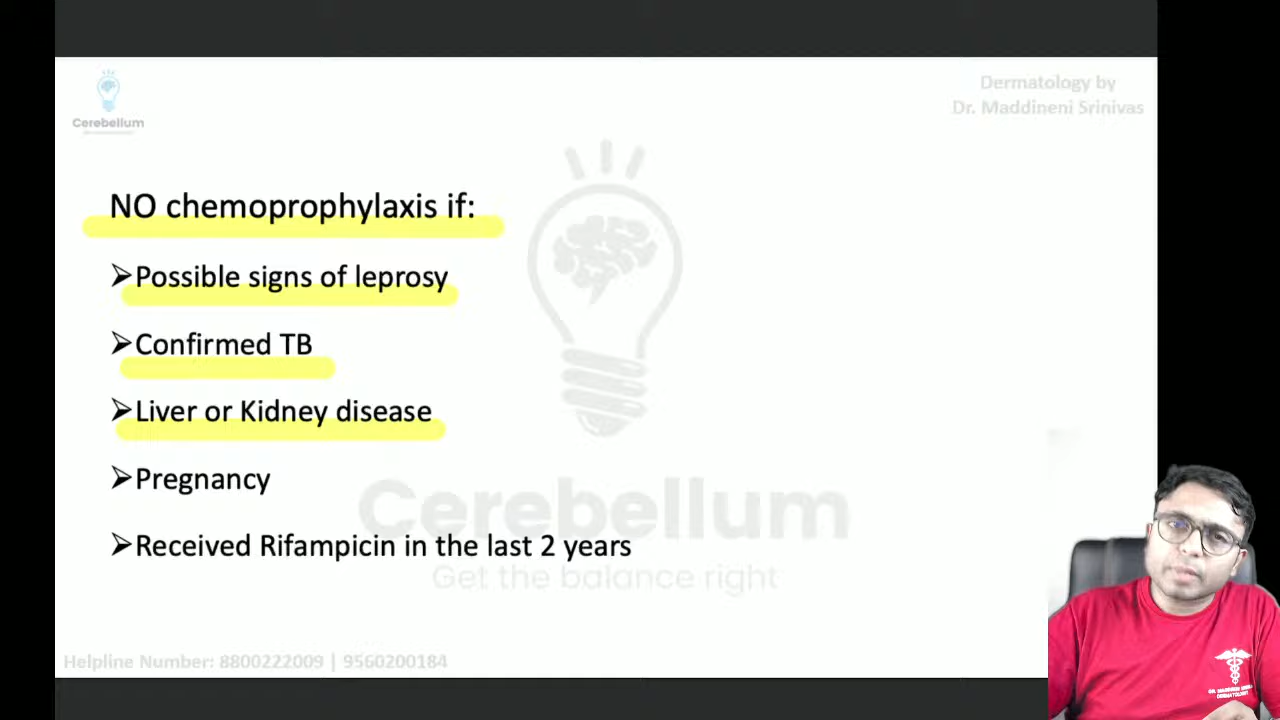 Cerebellum
Dermatology by
Dr. Maddineni Srinivas
NO chemoprophylaxis if:
➢Possible signs of leprosy
➢Confirmed TB
➢Liver or Kidney disease
➢Pregnancy
➢Received Rifampicin in the last 2 years
Cerebellum
Get the balance right
Helpline Number: 8800222009 | 9560200184